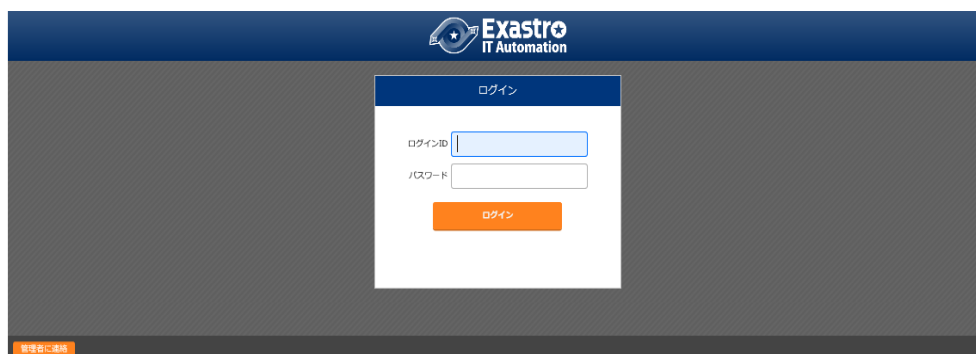 Exastro
IT Automation
ログイン
ログインID
パスワード
ログイン
管理者に連絡